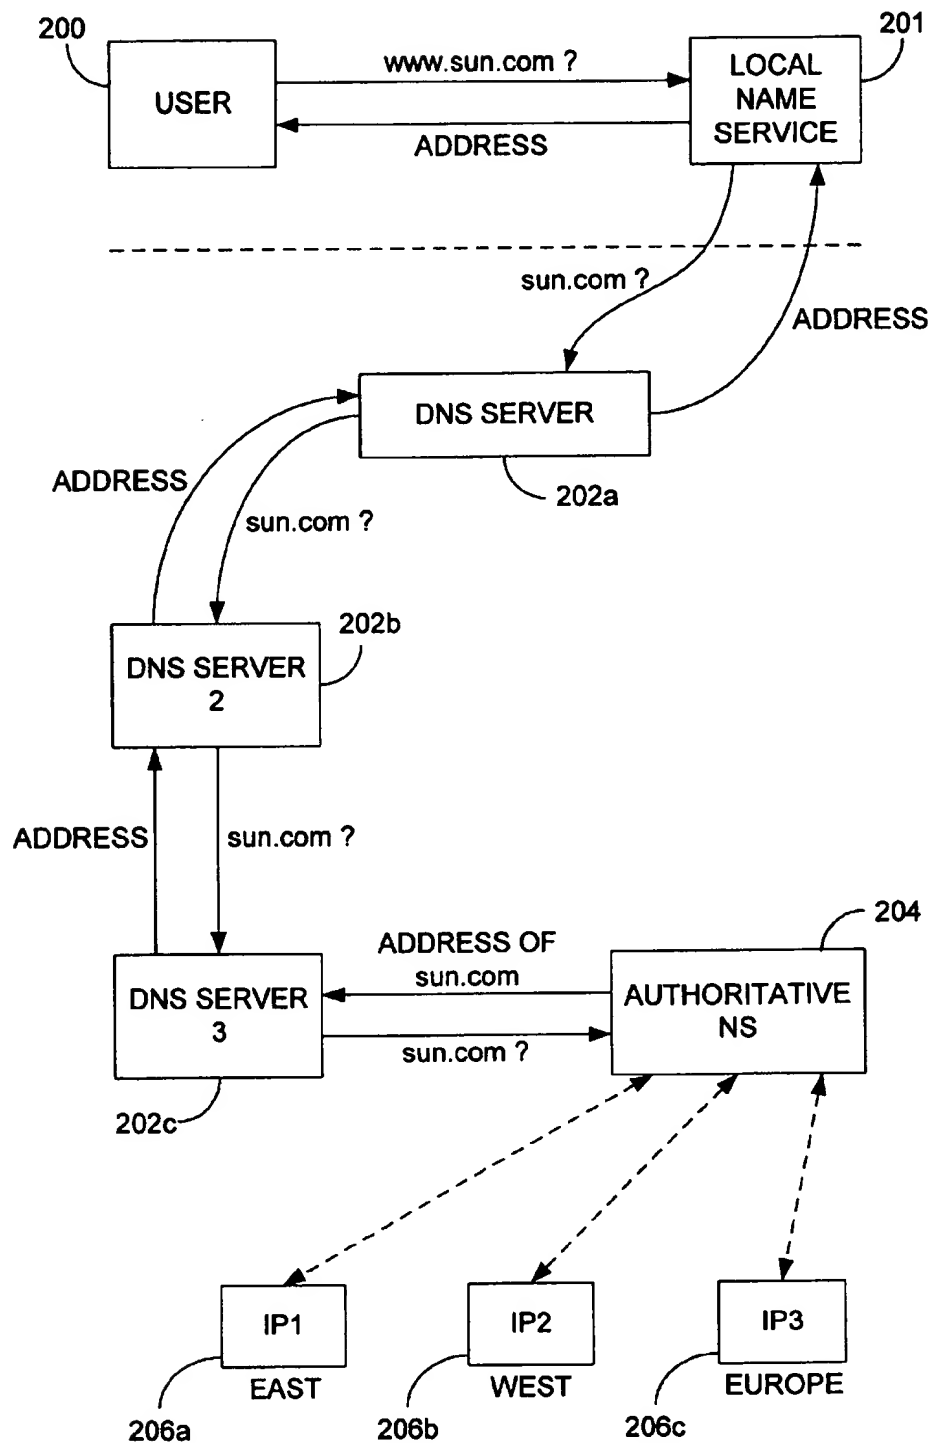 200
201
USER
www.sun.com ?
LOCAL
NAME
SERVICE
ADDRESS
sun.com ?
ADDRESS
DNS SERVER
202a
ADDRESS
sun.com ?
202b
DNS SERVER
2
ADDRESS
sun.com ?
204
ADDRESS OF
sun.com
DNS SERVER
3
AUTHORITATIVE
NS
sun.com ?
202c
IP1
IP2
IP3
EAST
WEST
EUROPE
206a
206b
206c